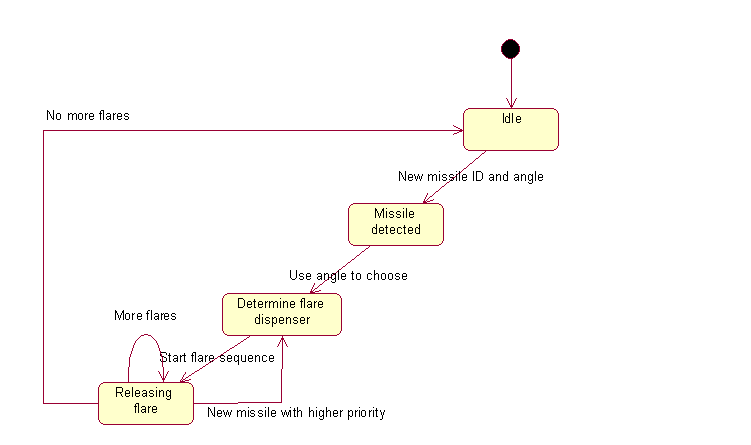 No more flares
Idle
New missile ID and angle
Missile
detected
Use angle to choose
Determine flare
dispenser
More flares
Start flare sequence
Releasing
flare
New missile with higher priority